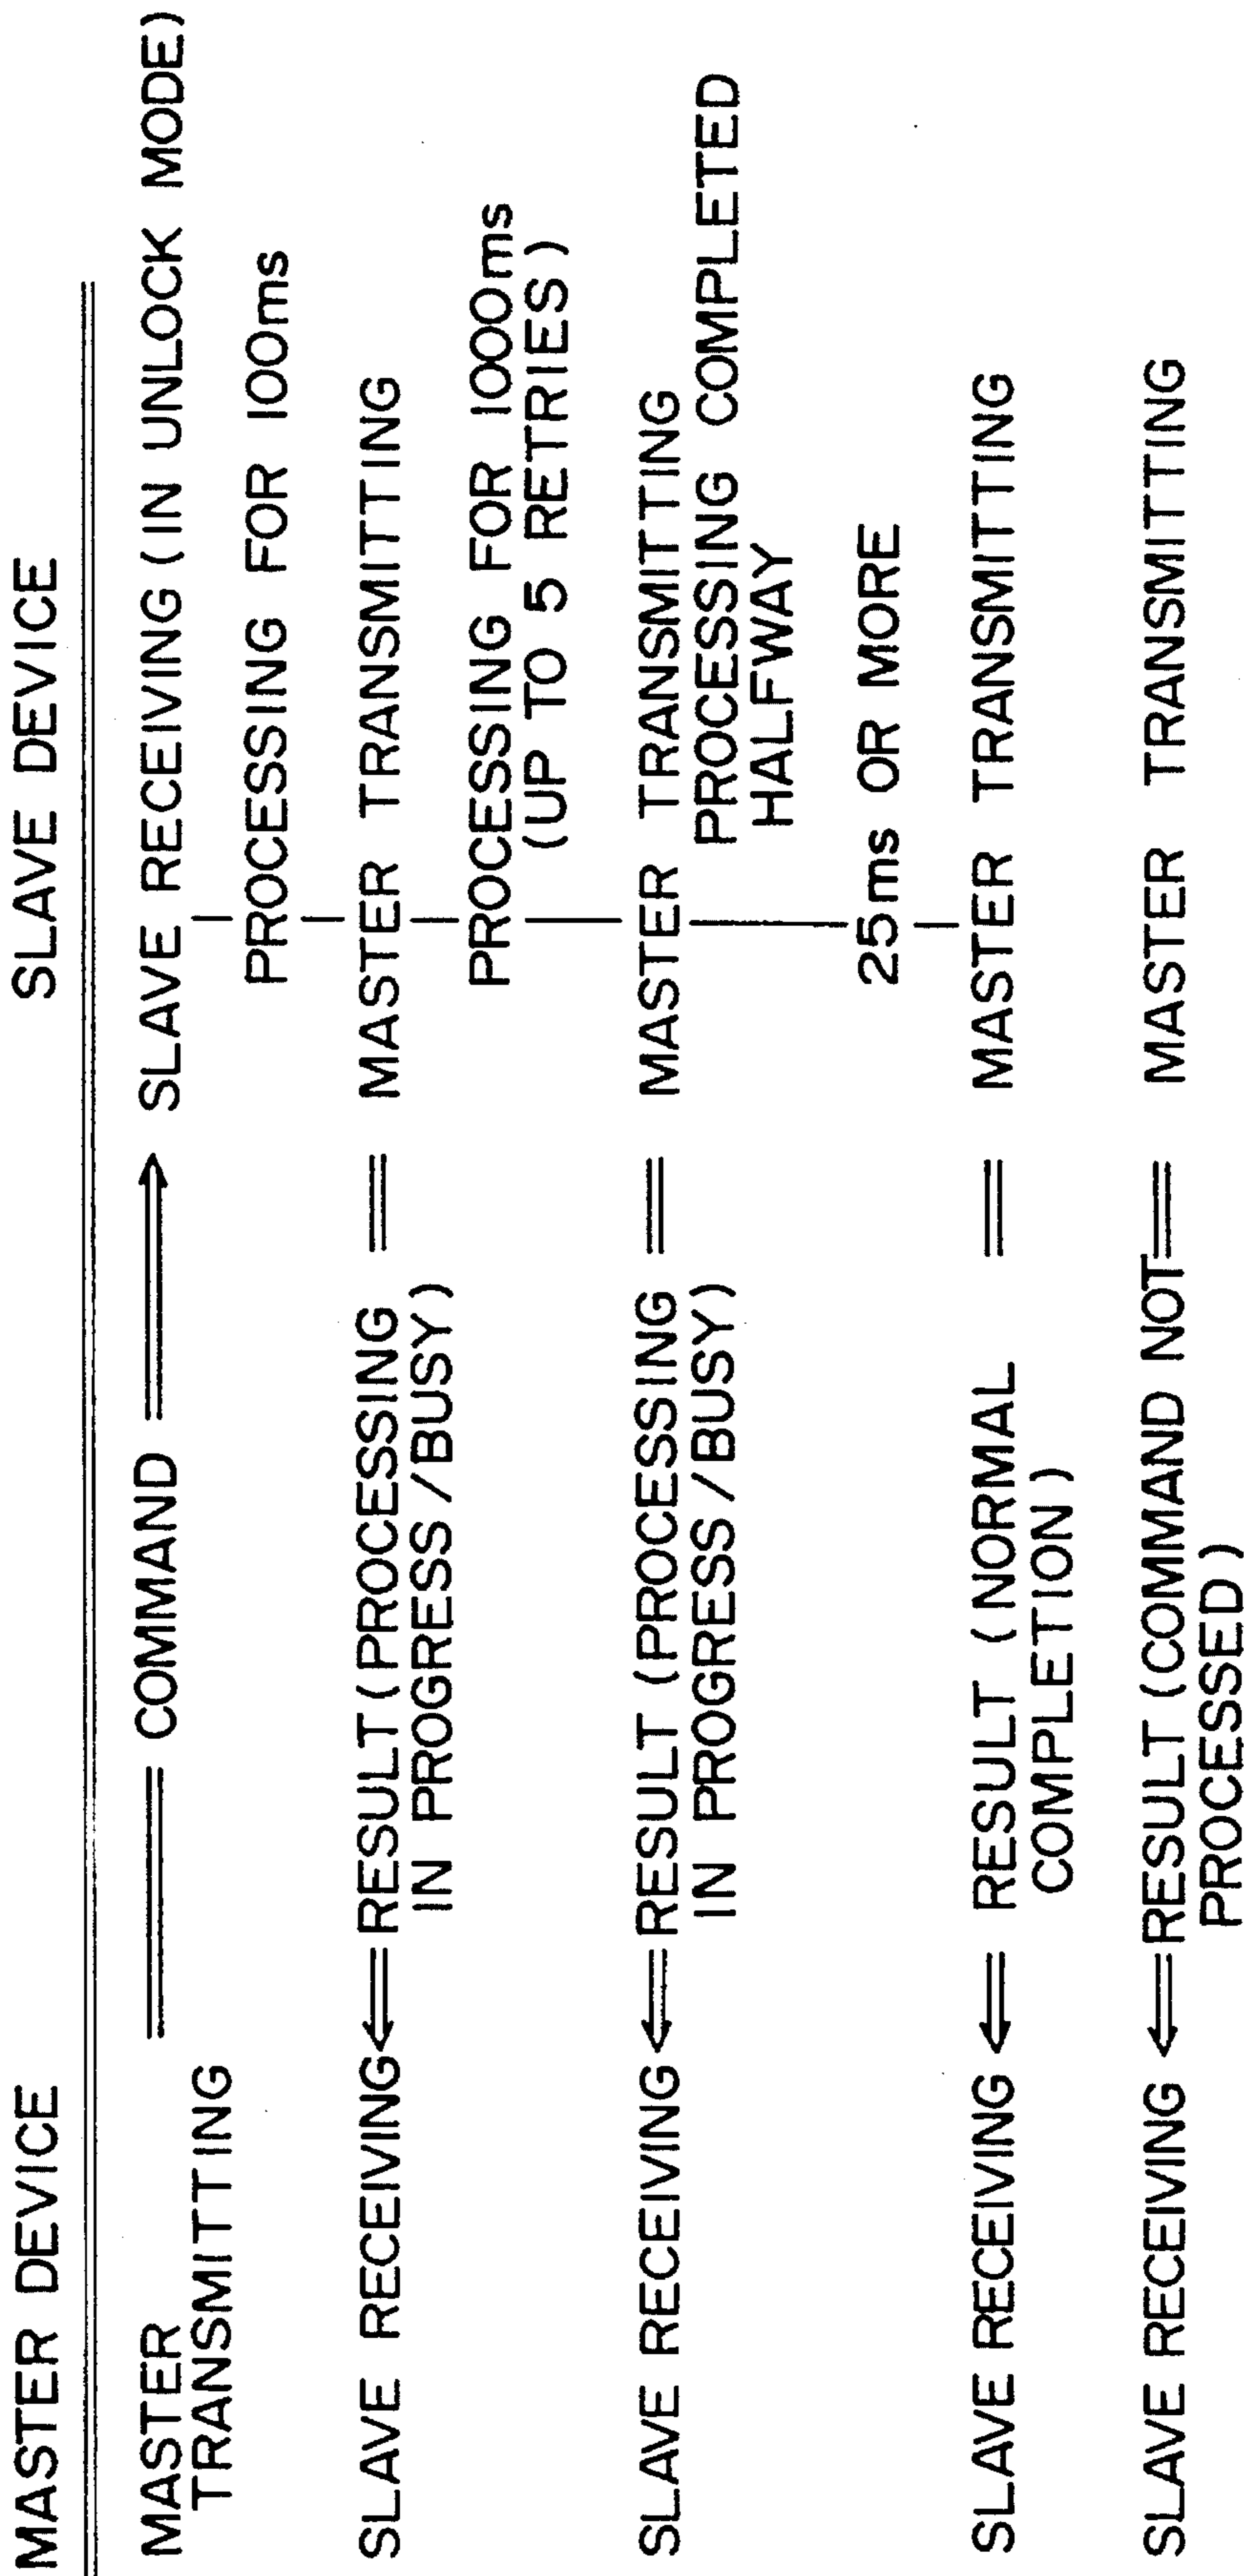 MASTER DEVICE SLAVE DEVICE
MASTER COMMAND SLAVE RECEIVING (IN UNLOCK MODE)
TRANSMITTING
PROCESSING FOR 100ms
SLAVE RECEIVING RESULT (PROCESSING MASTER TRANSMITTING
IN PROGRESS/BUSY)
PROCESSING FOR 1000ms
(UP TO 5 RETRIES)
SLAVE RECEIVING RESULT (PROCESSING MASTER TRANSMITTING
IN PROGRESS/BUSY) PROCESSING COMPLETED
HALFWAY
25ms OR MORE
SLAVE RECEIVING RESULT (NORMAL MASTER TRANSMITTING
COMPLETION)
SLAVE RECEIVING RESULT (COMMAND NOT MASTER TRANSMITTING
PROCESSED)